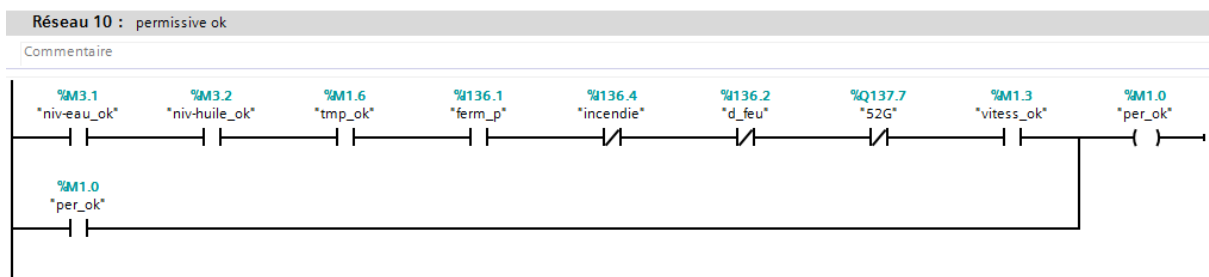 Réseau 10 : permissive ok
Commentaire
%M3.1 %M3.2 %M1.6 %I136.1 %I136.4 %I136.2 %Q137.7 %M1.3 %M1.0
"niv-eau_ok" "niv-huile_ok" "tmp_ok" "ferm_p" "incendie" "d_feu" "52G" "vitess_ok" "per_ok"
%M1.0
"per_ok"